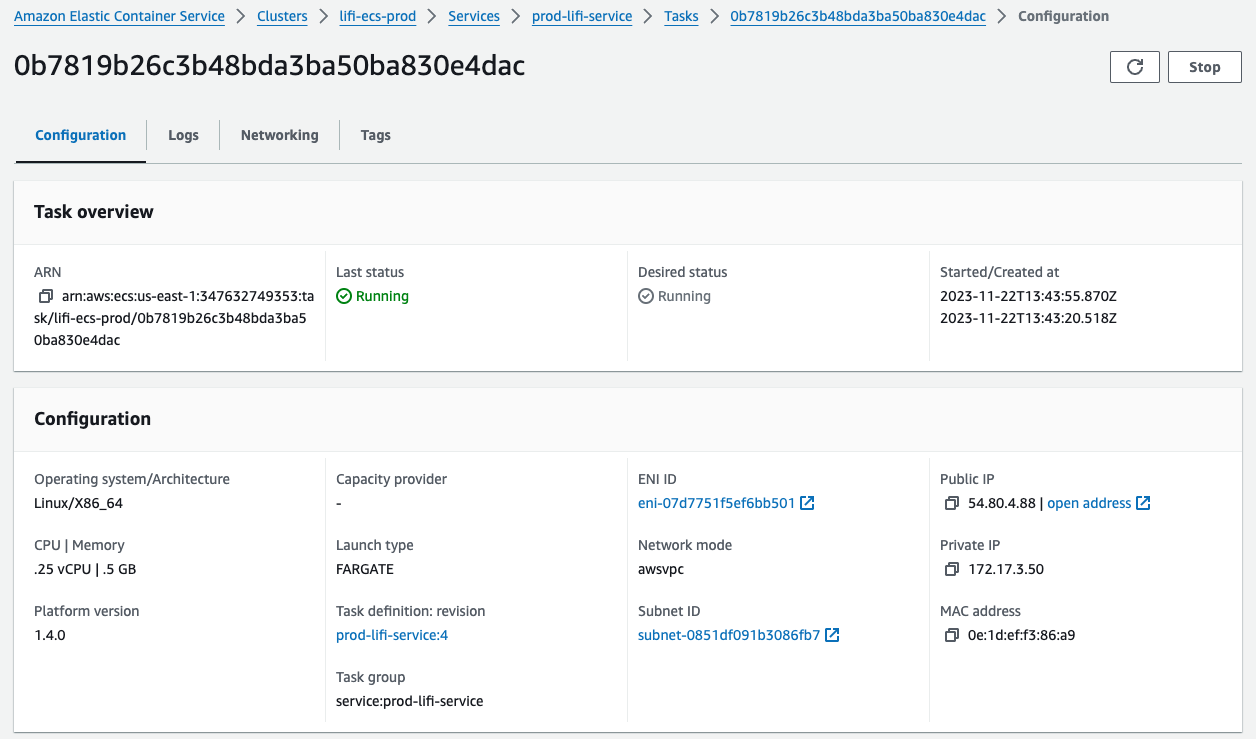 Amazon Elastic Container Service > Clusters > lifi-ecs-prod > Services > prod-lifi-service > Tasks > 0b7819b26c3b48bda3ba50ba830e4dac > Configuration
0b7819b26c3b48bda3ba50ba830e4dac
Stop
Configuration
Logs
Networking
Tags
Task overview
ARN
arn:aws:ecs:us-east-1:347632749353:ta
sk/lifi-ecs-prod/0b7819b26c3b48bda3ba5
0ba830e4dac
Last status
Running
Desired status
Running
Started/Created at
2023-11-22T13:43:55.870Z
2023-11-22T13:43:20.518Z
Configuration
Operating system/Architecture
Linux/X86_64
CPU | Memory
.25 vCPU | .5 GB
Platform version
1.4.0
Capacity provider
-
Launch type
FARGATE
Task definition: revision
prod-lifi-service:4
Task group
service:prod-lifi-service
ENI ID
eni-07d7751f5ef6bb501
Network mode
awsvpc
Subnet ID
subnet-0851df091b3086fb7
Public IP
54.80.4.88 | open address
Private IP
172.17.3.50
MAC address
0e:1d:ef:f3:86:a9